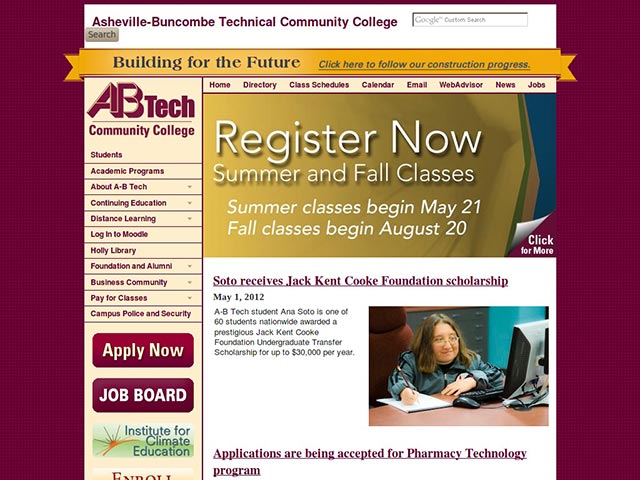 Asheville-Buncombe Technical Community College
Google™ Custom Search
Search
Building for the Future
Click here to follow our construction progress.
Home Directory Class Schedules Calendar Email WebAdvisor News Jobs
AB Tech
Community College
Students
Academic Programs
About A-B Tech
Continuing Education
Distance Learning
Log In to Moodle
Holly Library
Foundation and Alumni
Business Community
Pay for Classes
Campus Police and Security
Apply Now
JOB BOARD
Institute for
Climate
Education
ENROLL
Register Now
Summer and Fall Classes
Summer classes begin May 21
Fall classes begin August 20
Click
for More
Soto receives Jack Kent Cooke Foundation scholarship
May 1, 2012
A-B Tech student Ana Soto is one of
60 students nationwide awarded a
prestigious Jack Kent Cooke
Foundation Undergraduate Transfer
Scholarship for up to $30,000 per year.
Applications are being accepted for Pharmacy Technology
program